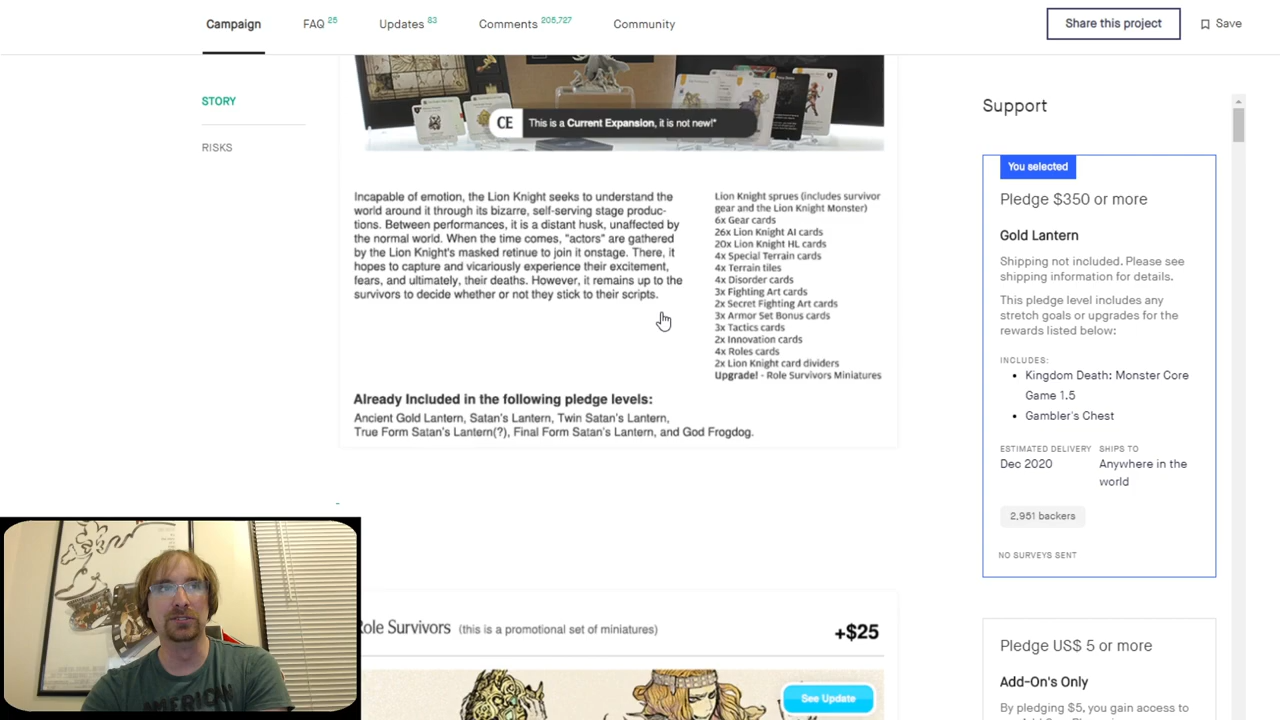 Campaign
FAQ 25
Updates 83
Comments 205,727
Community
Share this project
Save
STORY
RISKS
CE This is a Current Expansion, it is not new!*
Incapable of emotion, the Lion Knight seeks to understand the
world around it through its bizarre, self-serving stage produc-
tions. Between performances, it is a distant husk, unaffected by
the normal world. When the time comes, "actors" are gathered
by the Lion Knight's masked retinue to join it onstage. There, it
hopes to capture and vicariously experience their excitement,
fears, and ultimately, their deaths. However, it remains up to the
survivors to decide whether or not they stick to their scripts.
Lion Knight sprues (includes survivor
gear and the Lion Knight Monster)
6x Gear cards
26x Lion Knight AI cards
20x Lion Knight HL cards
4x Special Terrain cards
4x Terrain tiles
4x Disorder cards
3x Fighting Art cards
2x Secret Fighting Art cards
3x Armor Set Bonus cards
3x Tactics cards
2x Innovation cards
4x Roles cards
2x Lion Knight card dividers
Upgrade! - Role Survivors Miniatures
Already Included in the following pledge levels:
Ancient Gold Lantern, Satan's Lantern, Twin Satan's Lantern,
True Form Satan's Lantern(?), Final Form Satan's Lantern, and God Frogdog.
Role Survivors (this is a promotional set of miniatures)
+$25
See Update
Support
You selected
Pledge $350 or more
Gold Lantern
Shipping not included. Please see
shipping information for details.
This pledge level includes any
stretch goals or upgrades for the
rewards listed below:
INCLUDES:
• Kingdom Death: Monster Core
Game 1.5
• Gambler's Chest
ESTIMATED DELIVERY
Dec 2020
SHIPS TO
Anywhere in the
world
2,951 backers
NO SURVEYS SENT
Pledge US$ 5 or more
Add-On's Only
By pledging $5, you gain access to
AMERICAN